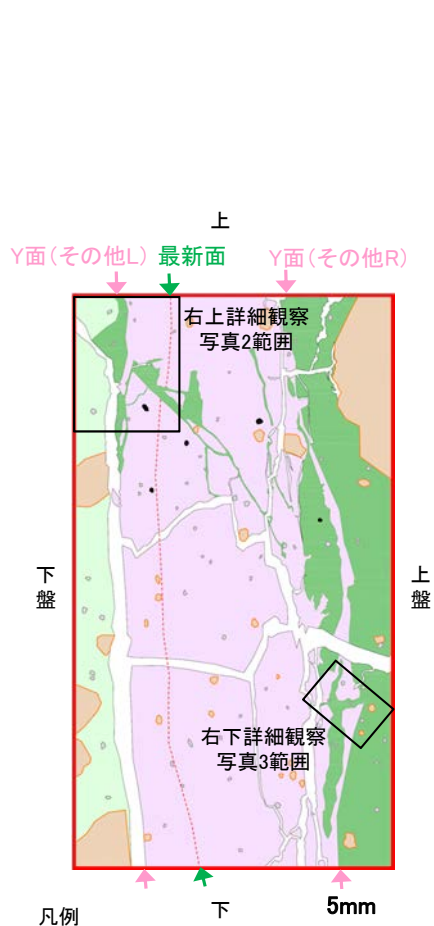 上
Y面(その他L) 最新面 Y面(その他R)
右上詳細観察
写真2範囲
下盤
上盤
右下詳細観察
写真3範囲
下
5mm
凡例